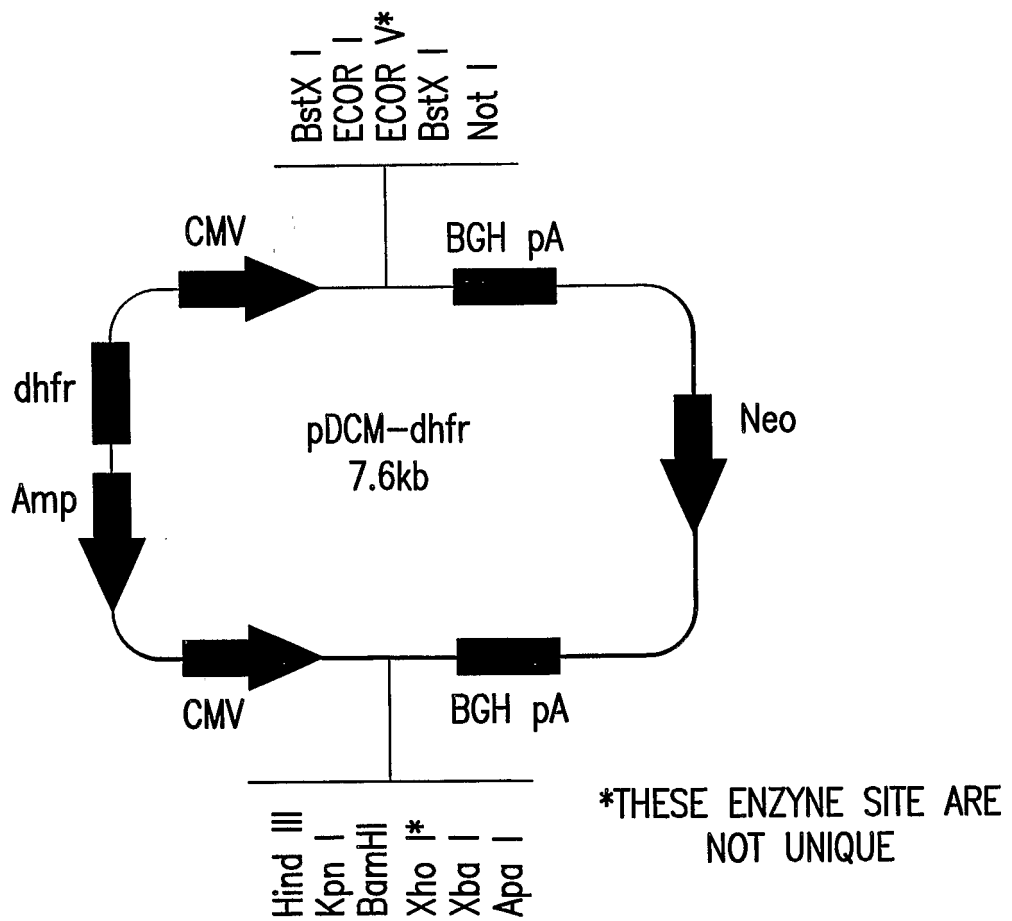 BstX I
ECOR I
ECOR V*
BstX I
Not I
CMV
BGH pA
dhfr
pDCM-dhfr
7.6kb
Neo
Amp
CMV
BGH pA
Hind III
Kpn I
BamHI
Xho I*
Xba I
Apa I
*THESE ENZYNE SITE ARE
NOT UNIQUE